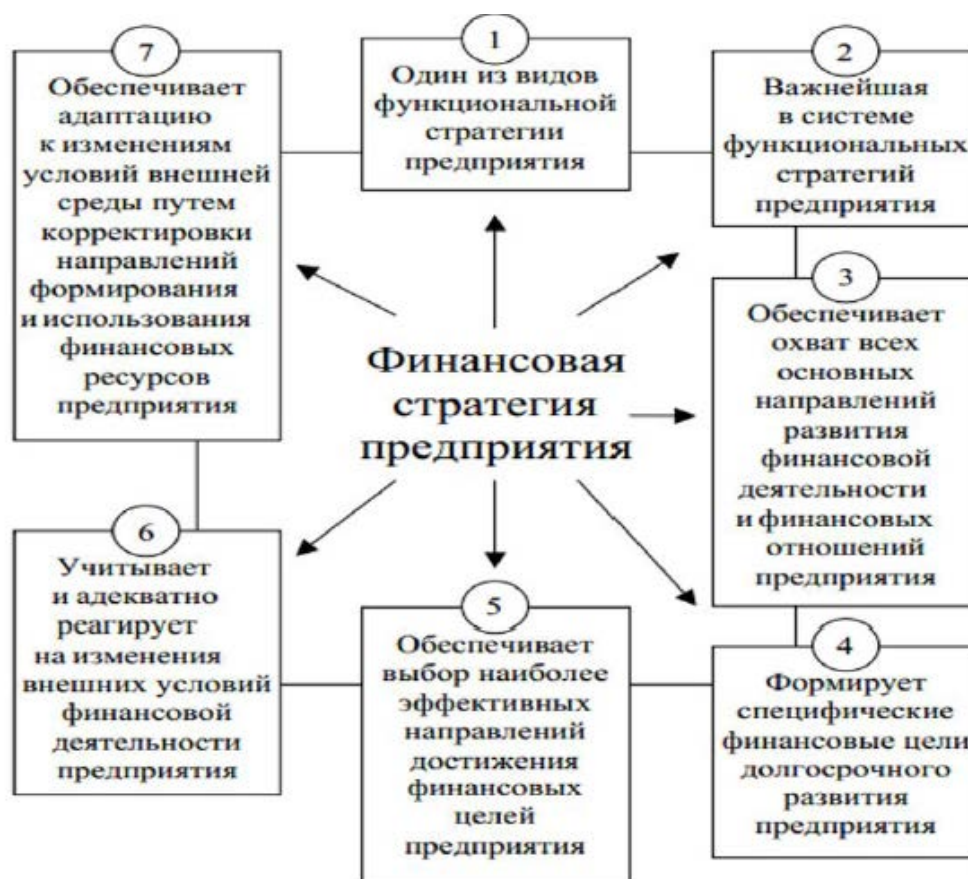 7
Обеспечивает
адаптацию
к изменениям
условий внешней
среды путем
корректировки
направлений
формирования
и использования
финансовых
ресурсов
предприятия
1
Один из видов
функциональной
стратегии
предприятия
2
Важнейшая
в системе
функциональных
стратегий
предприятия
3
Обеспечивает
охват всех
основных
направлений
развития
финансовой
деятельности
и финансовых
отношений
предприятия
Финансовая
стратегия
предприятия
6
Учитывает
и адекватно
реагирует
на изменения
внешних условий
финансовой
деятельности
предприятия
5
Обеспечивает
выбор наиболее
эффективных
направлений
достижения
финансовых
целей
предприятия
4
Формирует
специфические
финансовые цели
долгосрочного
развития
предприятия